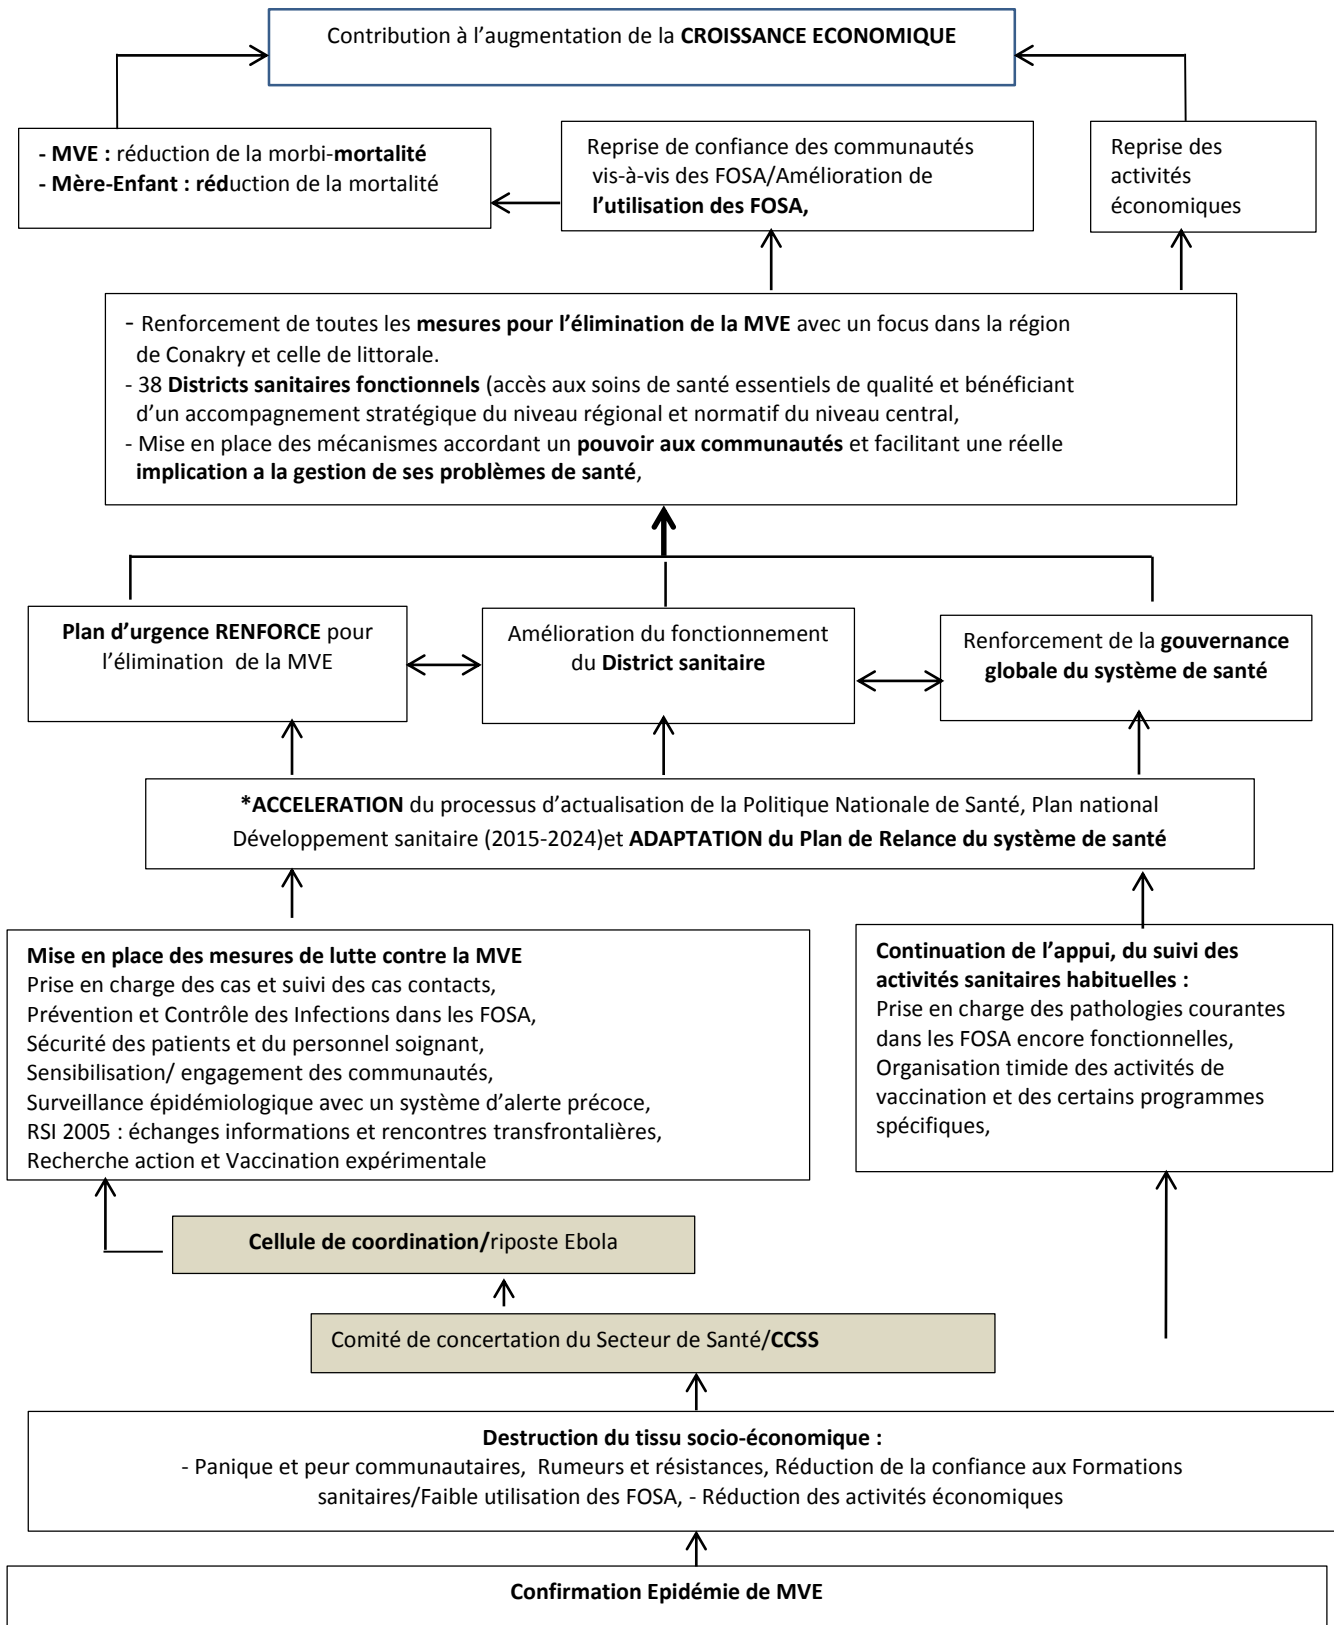 Contribution à l’augmentation de la CROISSANCE ECONOMIQUE
- MVE : réduction de la morbi-mortalité
- Mère-Enfant : réduction de la mortalité
Reprise de confiance des communautés
vis-à-vis des FOSA/Amélioration de
l’utilisation des FOSA,
Reprise des
activités
économiques
- Renforcement de toutes les mesures pour l’élimination de la MVE avec un focus dans la région
de Conakry et celle de littorale.
- 38 Districts sanitaires fonctionnels (accès aux soins de santé essentiels de qualité et bénéficiant
d’un accompagnement stratégique du niveau régional et normatif du niveau central,
- Mise en place des mécanismes accordant un pouvoir aux communautés et facilitant une réelle
implication a la gestion de ses problèmes de santé,
Plan d’urgence RENFORCE pour
l’élimination de la MVE
Amélioration du fonctionnement
du District sanitaire
Renforcement de la gouvernance
globale du système de santé
*ACCELERATION du processus d’actualisation de la Politique Nationale de Santé, Plan national
Développement sanitaire (2015-2024)et ADAPTATION du Plan de Relance du système de santé
Mise en place des mesures de lutte contre la MVE
Prise en charge des cas et suivi des cas contacts,
Prévention et Contrôle des Infections dans les FOSA,
Sécurité des patients et du personnel soignant,
Sensibilisation/ engagement des communautés,
Surveillance épidémiologique avec un système d’alerte précoce,
RSI 2005 : échanges informations et rencontres transfrontalières,
Recherche action et Vaccination expérimentale
Continuation de l’appui, du suivi des
activités sanitaires habituelles :
Prise en charge des pathologies courantes
dans les FOSA encore fonctionnelles,
Organisation timide des activités de
vaccination et des certains programmes
spécifiques,
Cellule de coordination/riposte Ebola
Comité de concertation du Secteur de Santé/CCSS
Destruction du tissu socio-économique :
- Panique et peur communautaires, Rumeurs et résistances, Réduction de la confiance aux Formations
sanitaires/Faible utilisation des FOSA, - Réduction des activités économiques
Confirmation Epidémie de MVE